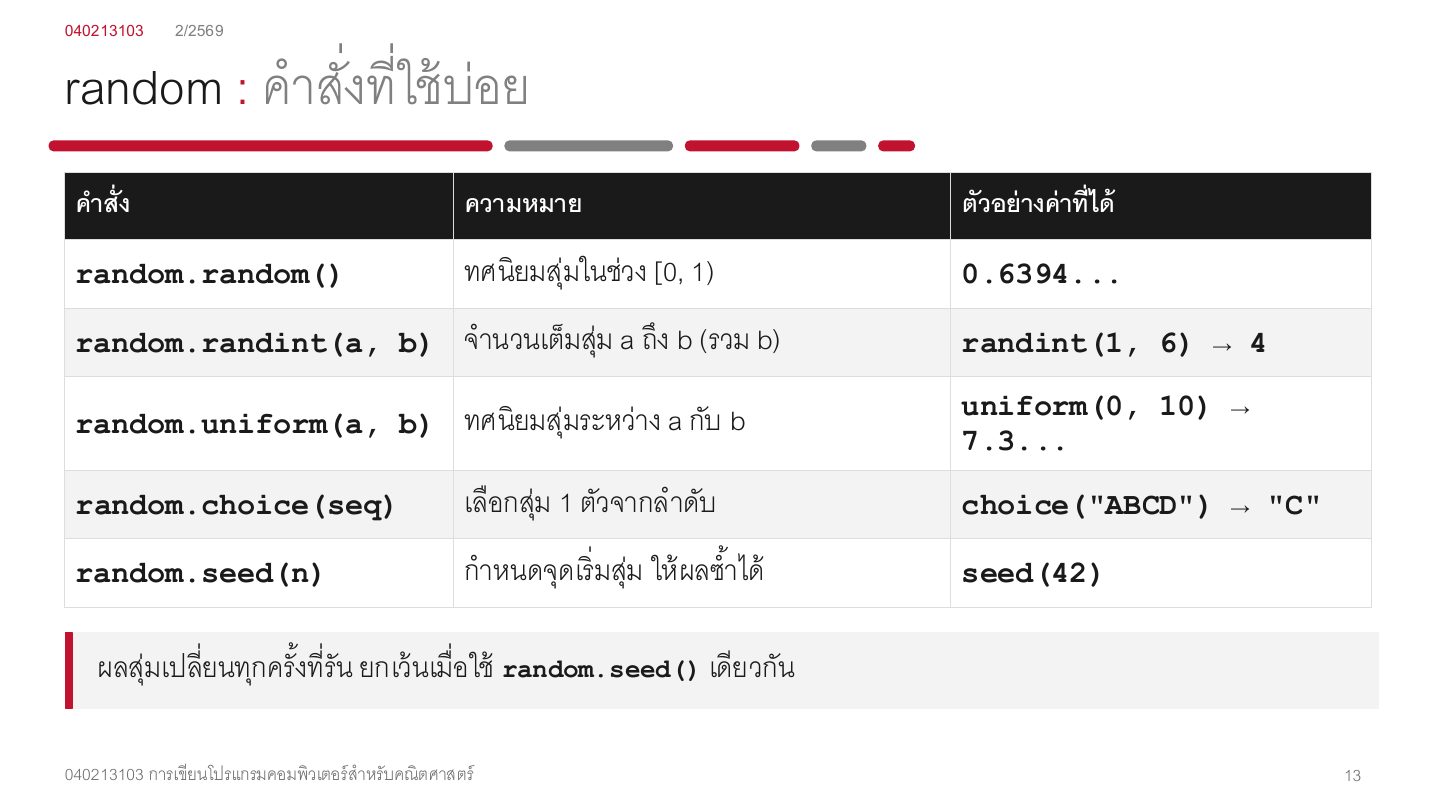 040213103 2/2569
random : คำสั่งที่ใช้บ่อย
คำสั่ง ความหมาย ตัวอย่างค่าที่ได้
random.random() ทศนิยมสุ่มในช่วง [0, 1) 0.6394...
random.randint(a, b) จำนวนเต็มสุ่ม a ถึง b (รวม b) randint(1, 6) → 4
random.uniform(a, b) ทศนิยมสุ่มระหว่าง a กับ b uniform(0, 10) →
7.3...
random.choice(seq) เลือกสุ่ม 1 ตัวจากลำดับ choice("ABCD") → "C"
random.seed(n) กำหนดจุดเริ่มสุ่ม ให้ผลซ้ำได้ seed(42)
ผลสุ่มเปลี่ยนทุกครั้งที่รัน ยกเว้นเมื่อใช้ random.seed() เดียวกัน
040213103 การเขียนโปรแกรมคอมพิวเตอร์สำหรับคณิตศาสตร์ 13